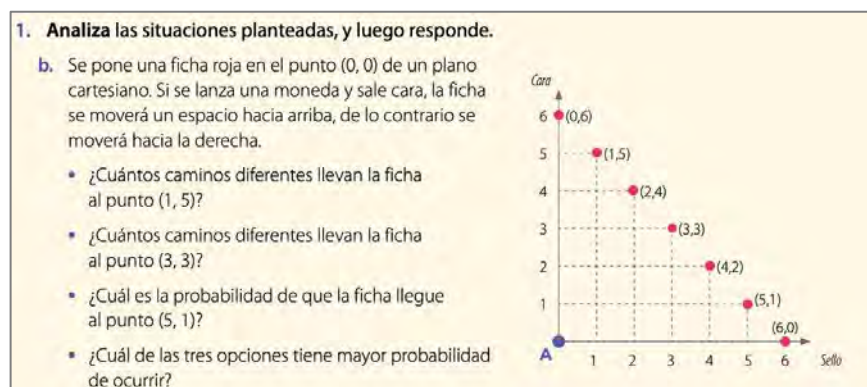 1. Analiza las situaciones planteadas, y luego responde.
b. Se pone una ficha roja en el punto (0, 0) de un plano
cartesiano. Si se lanza una moneda y sale cara, la ficha
se moverá un espacio hacia arriba, de lo contrario se
moverá hacia la derecha.
• ¿Cuántos caminos diferentes llevan la ficha
al punto (1, 5)?
• ¿Cuántos caminos diferentes llevan la ficha
al punto (3, 3)?
• ¿Cuál es la probabilidad de que la ficha llegue
al punto (5, 1)?
• ¿Cuál de las tres opciones tiene mayor probabilidad
de ocurrir?
Cara
6 (0,6)
5 (1,5)
4 (2,4)
3 (3,3)
2 (4,2)
1 (5,1)
(6,0)
A 1 2 3 4 5 6 Sello